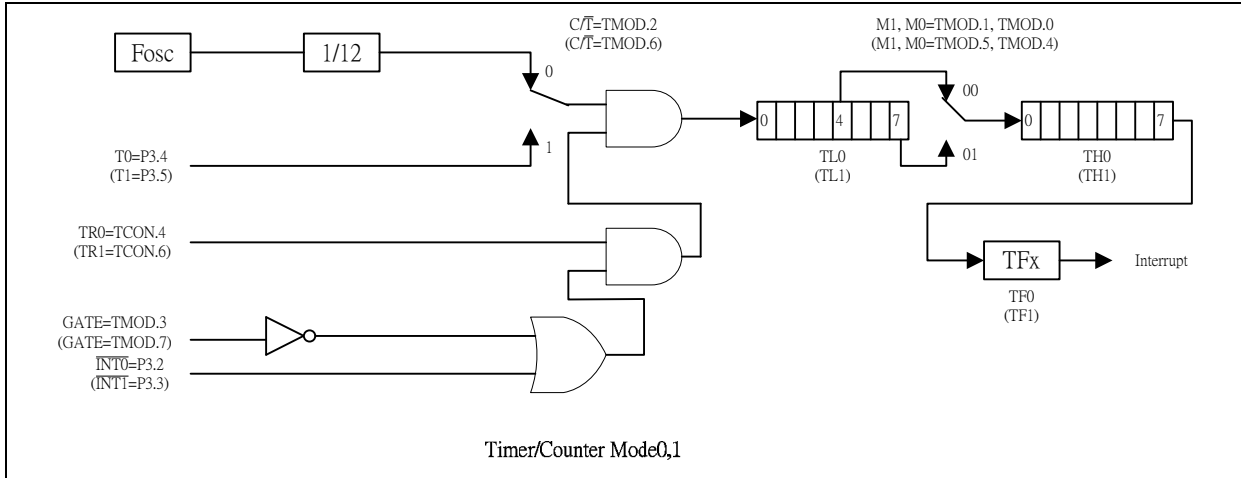 C/T̅=TMOD.2
(C/T̅=TMOD.6)
M1, M0=TMOD.1, TMOD.0
(M1, M0=TMOD.5, TMOD.4)
Fosc
1/12
0
1
T0=P3.4
(T1=P3.5)
0
4
7
TL0
(TL1)
00
01
0
7
TH0
(TH1)
TR0=TCON.4
(TR1=TCON.6)
TFx
Interrupt
TF0
(TF1)
GATE=TMOD.3
(GATE=TMOD.7)
I̅N̅T̅0̅=P3.2
(I̅N̅T̅1̅=P3.3)
Timer/Counter Mode0,1